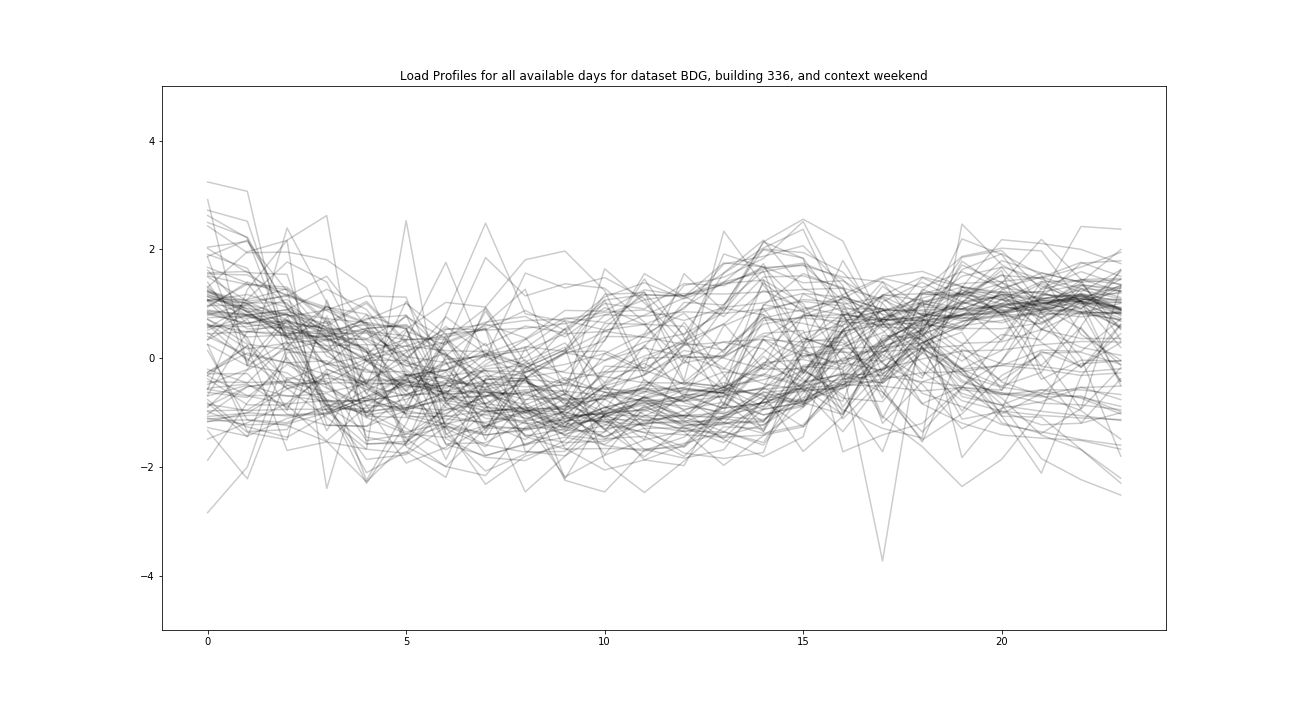 Load Profiles for all available days for dataset BDG, building 336, and context weekend
4
2
0
−2
−4
0 5 10 15 20